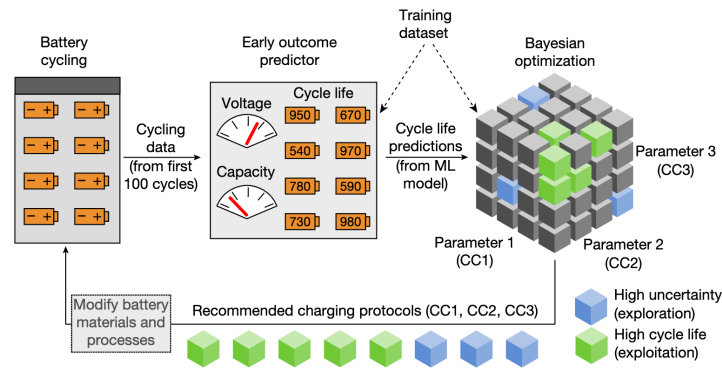 Battery
cycling
Early outcome
predictor
Training
dataset
Bayesian
optimization
Voltage
Capacity
Cycle life
950 670
540 970
780 590
730 980
- + - +
- + - +
- + - +
- + - +
Cycling
data
(from first
100 cycles)
Cycle life
predictions
(from ML
model)
Parameter 3
(CC3)
Parameter 1
(CC1)
Parameter 2
(CC2)
Modify battery
materials and
processes
Recommended charging protocols (CC1, CC2, CC3)
High uncertainty
(exploration)
High cycle life
(exploitation)